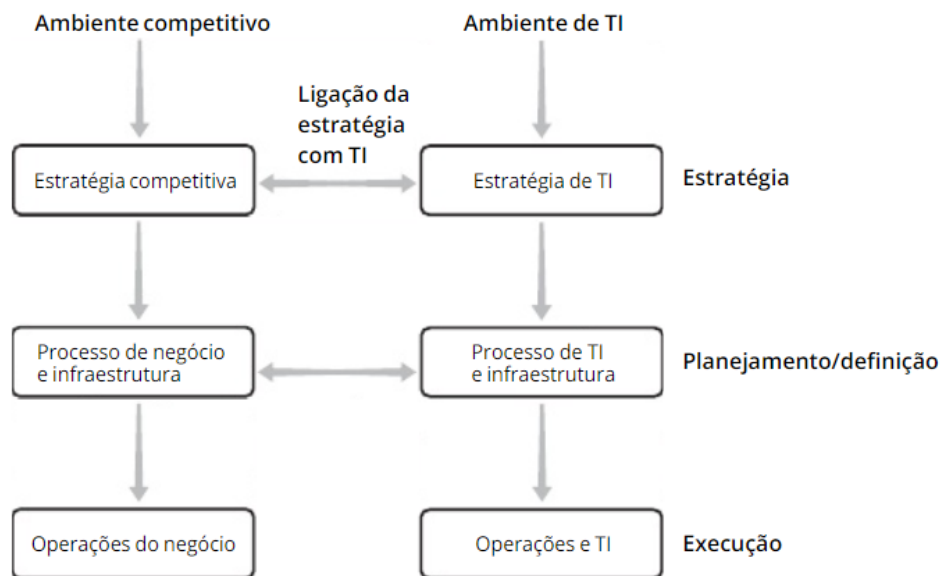 Ambiente competitivo
Ambiente de TI
Ligação da
estratégia
com TI
Estratégia competitiva
Estratégia de TI
Estratégia
Processo de negócio
e infraestrutura
Processo de TI
e infraestrutura
Planejamento/definição
Operações do negócio
Operações e TI
Execução